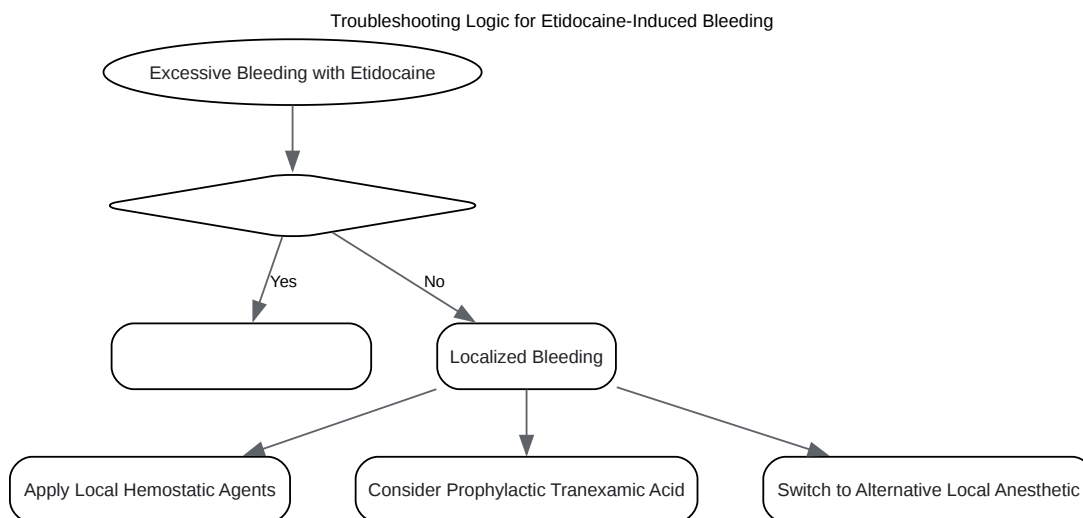 Troubleshooting Logic for Etidocaine-Induced Bleeding
Excessive Bleeding with Etidocaine
Yes
No
Localized Bleeding
Apply Local Hemostatic Agents
Consider Prophylactic Tranexamic Acid
Switch to Alternative Local Anesthetic